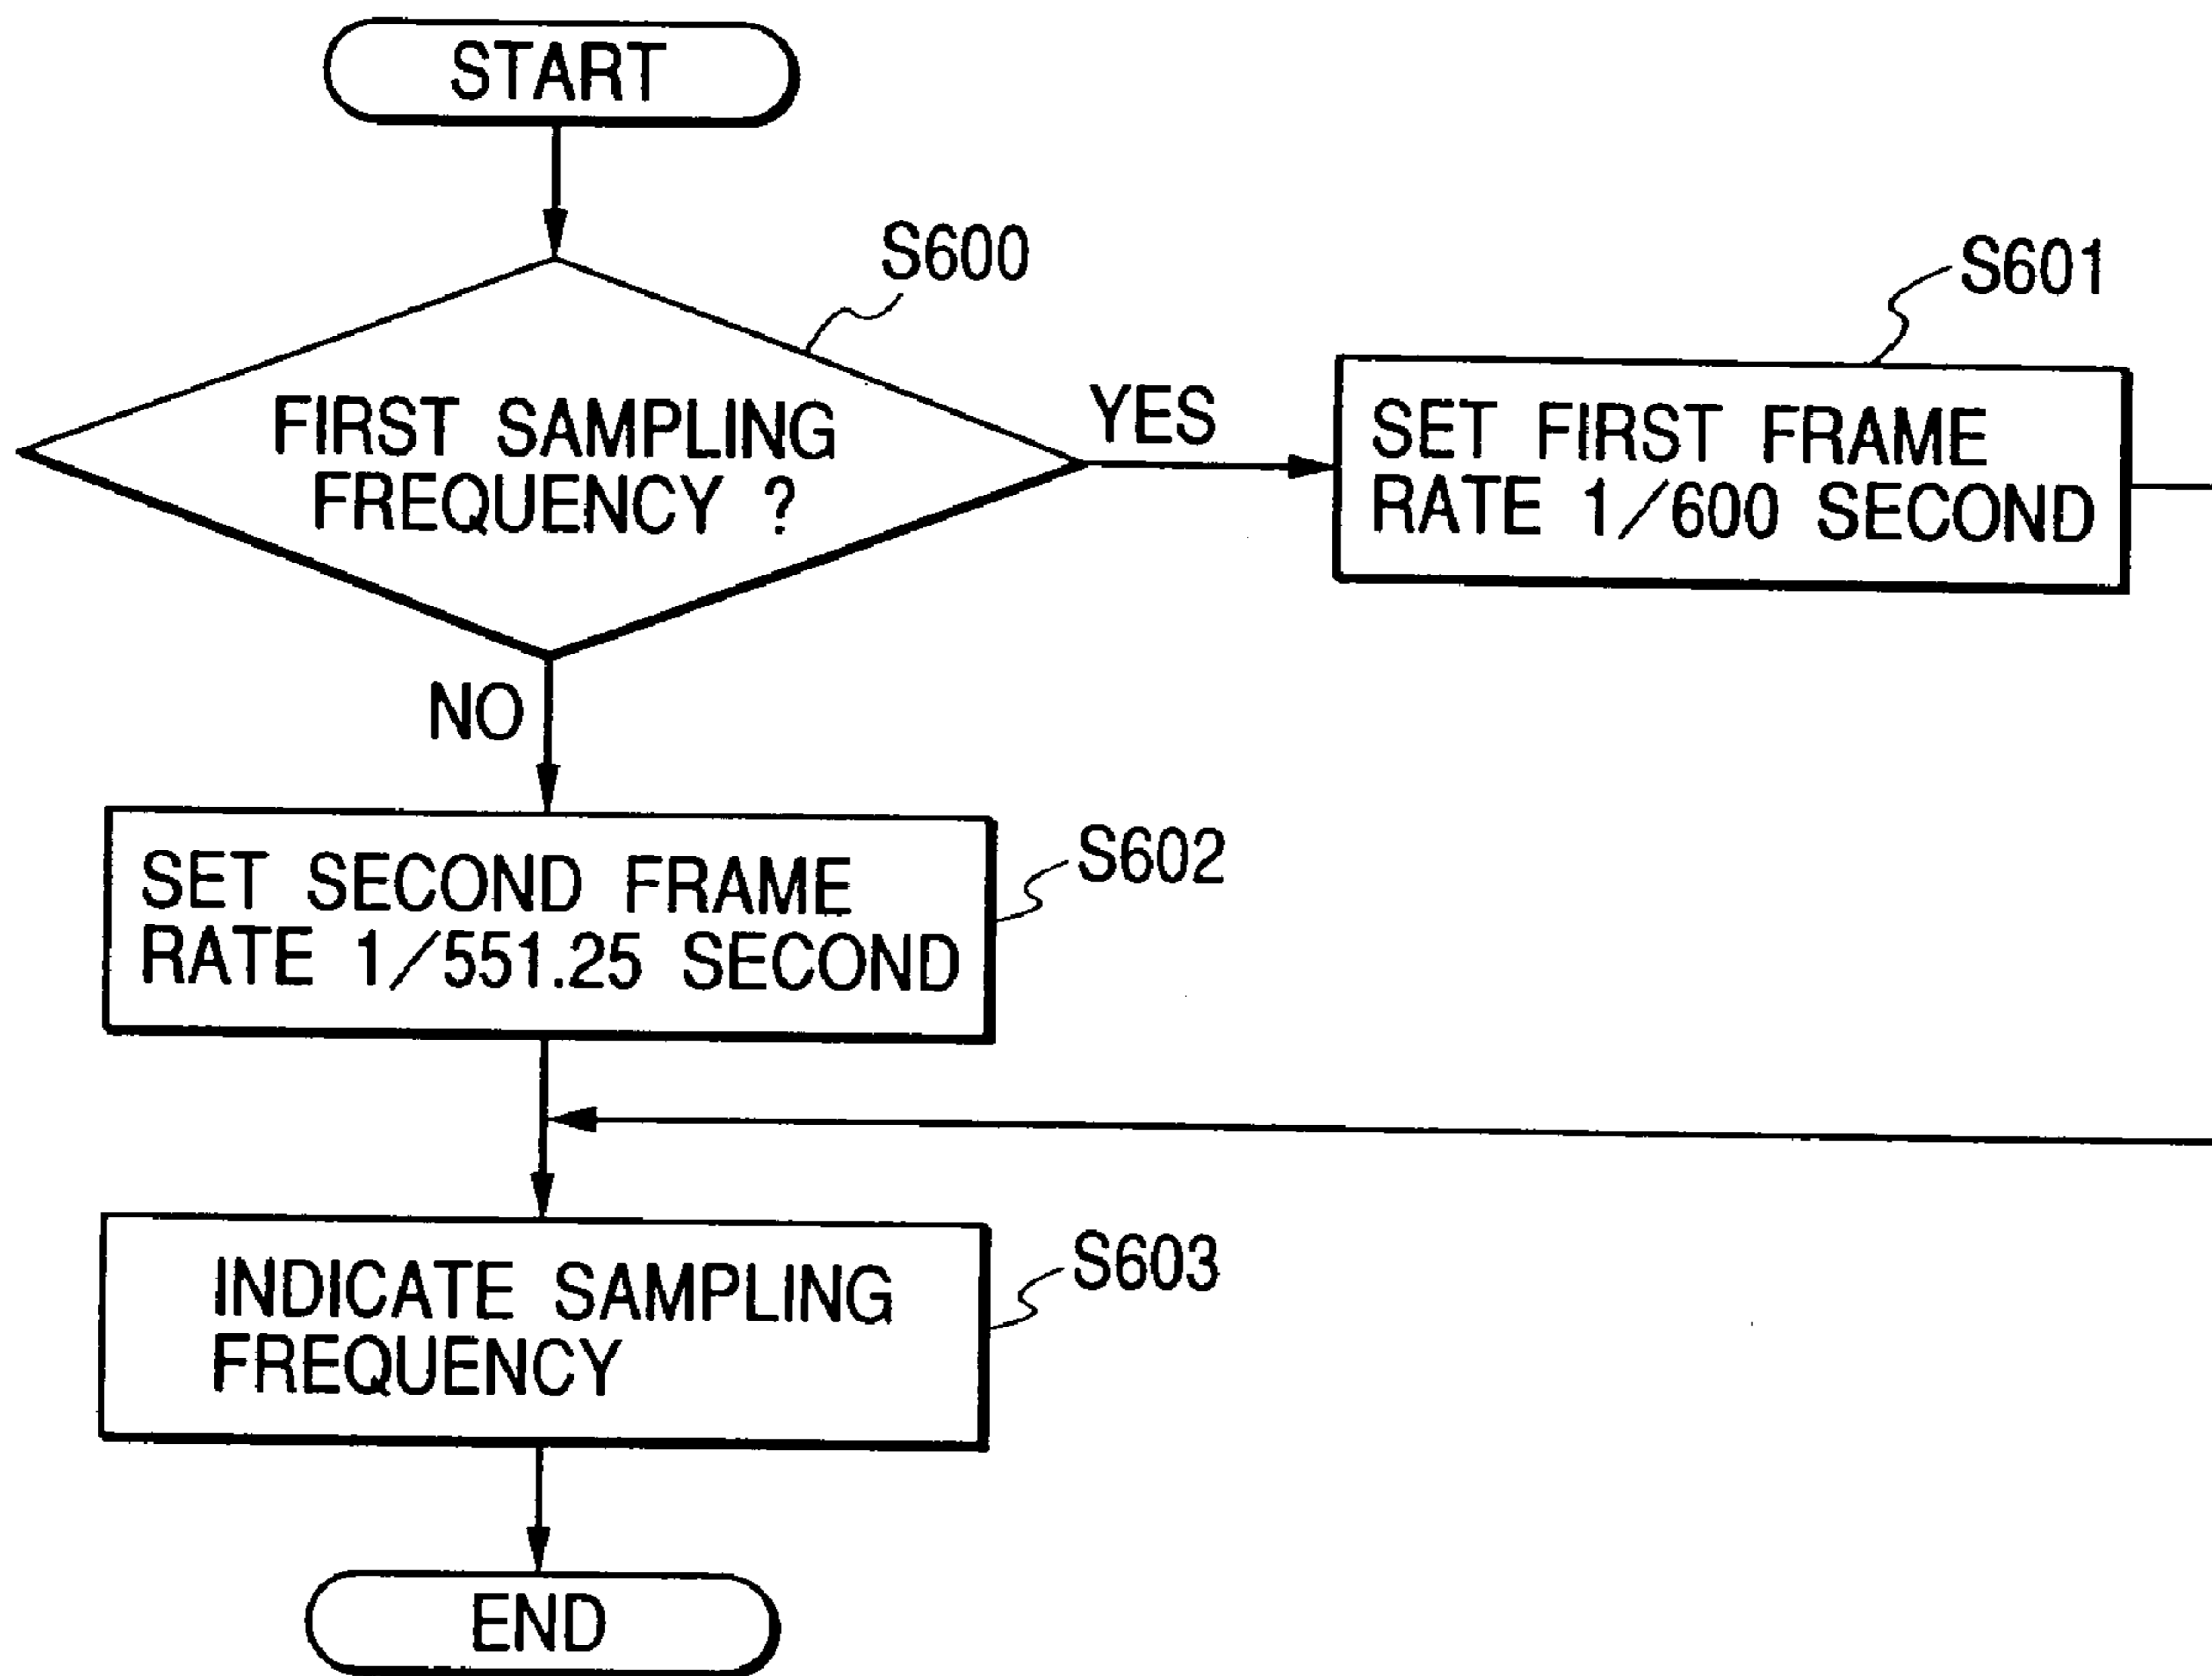 START
S600
S601
FIRST SAMPLING
FREQUENCY ?
YES
SET FIRST FRAME
RATE 1/600 SECOND
NO
SET SECOND FRAME
RATE 1/551.25 SECOND
S602
INDICATE SAMPLING
FREQUENCY
S603
END